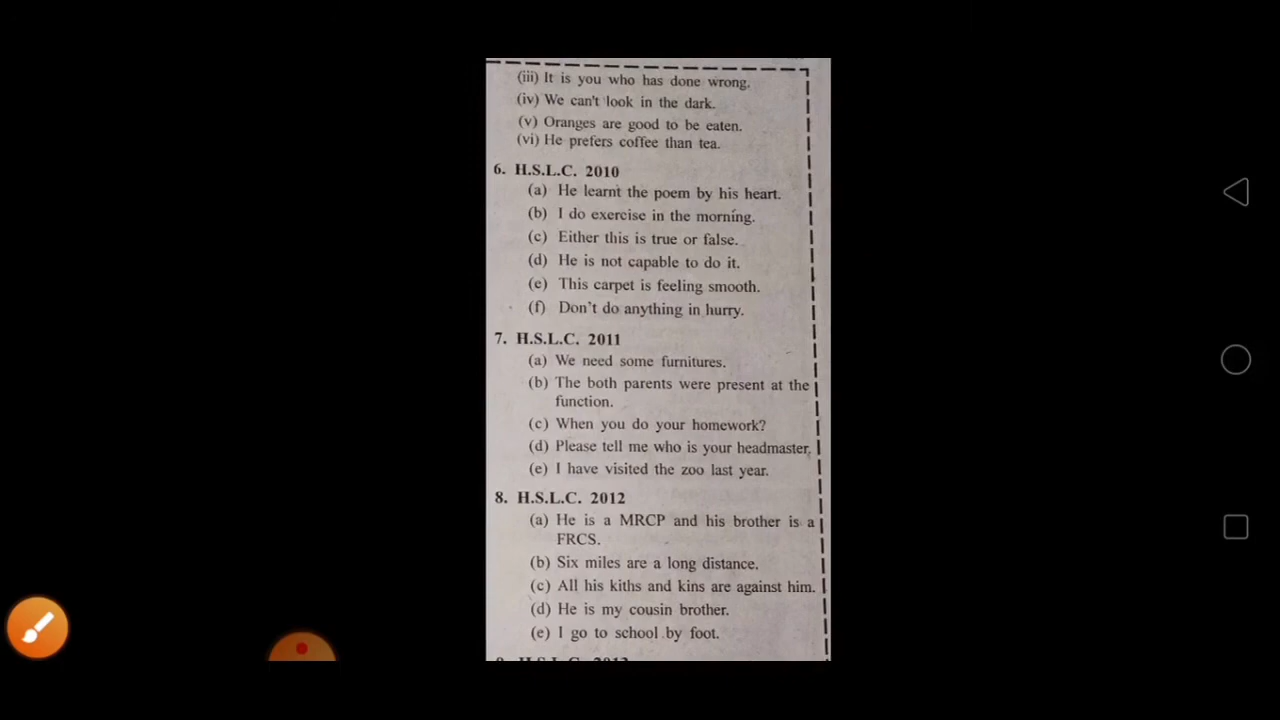 (iii) It is you who has done wrong.
(iv) We can't look in the dark.
(v) Oranges are good to be eaten.
(vi) He prefers coffee than tea.
6. H.S.L.C. 2010
(a) He learnt the poem by his heart.
(b) I do exercise in the morning.
(c) Either this is true or false.
(d) He is not capable to do it.
(e) This carpet is feeling smooth.
(f) Don't do anything in hurry.
7. H.S.L.C. 2011
(a) We need some furnitures.
(b) The both parents were present at the
function.
(c) When you do your homework?
(d) Please tell me who is your headmaster.
(e) I have visited the zoo last year.
8. H.S.L.C. 2012
(a) He is a MRCP and his brother is a
FRCS.
(b) Six miles are a long distance.
(c) All his kiths and kins are against him.
(d) He is my cousin brother.
(e) I go to school by foot.